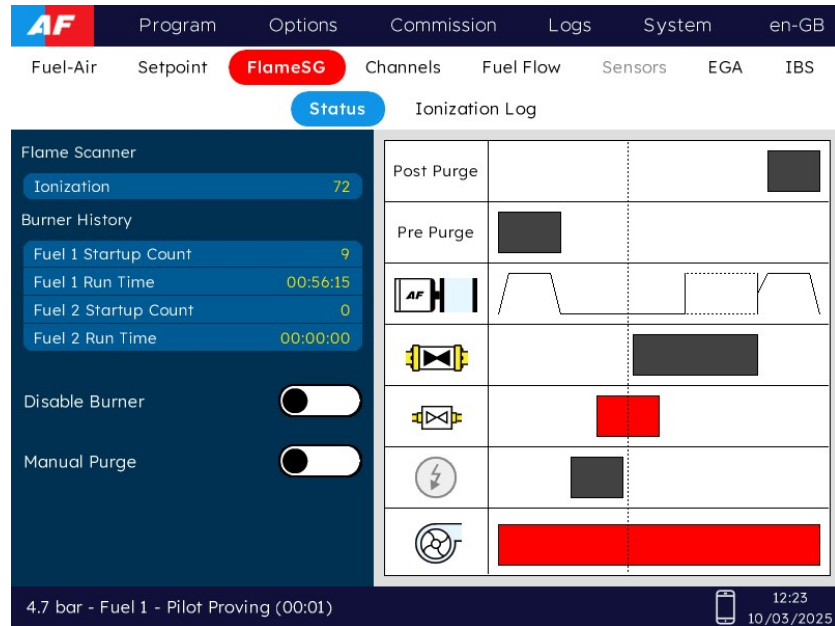 AF Program Options Commission Logs System en-GB
Fuel-Air Setpoint FlameSG Channels Fuel Flow Sensors EGA IBS
Status Ionization Log
Flame Scanner
Ionization 72
Burner History
Fuel 1 Startup Count 9
Fuel 1 Run Time 00:56:15
Fuel 2 Startup Count 0
Fuel 2 Run Time 00:00:00
Disable Burner
Manual Purge
Post Purge
Pre Purge
AF
4.7 bar - Fuel 1 - Pilot Proving (00:01)
12:23
10/03/2025